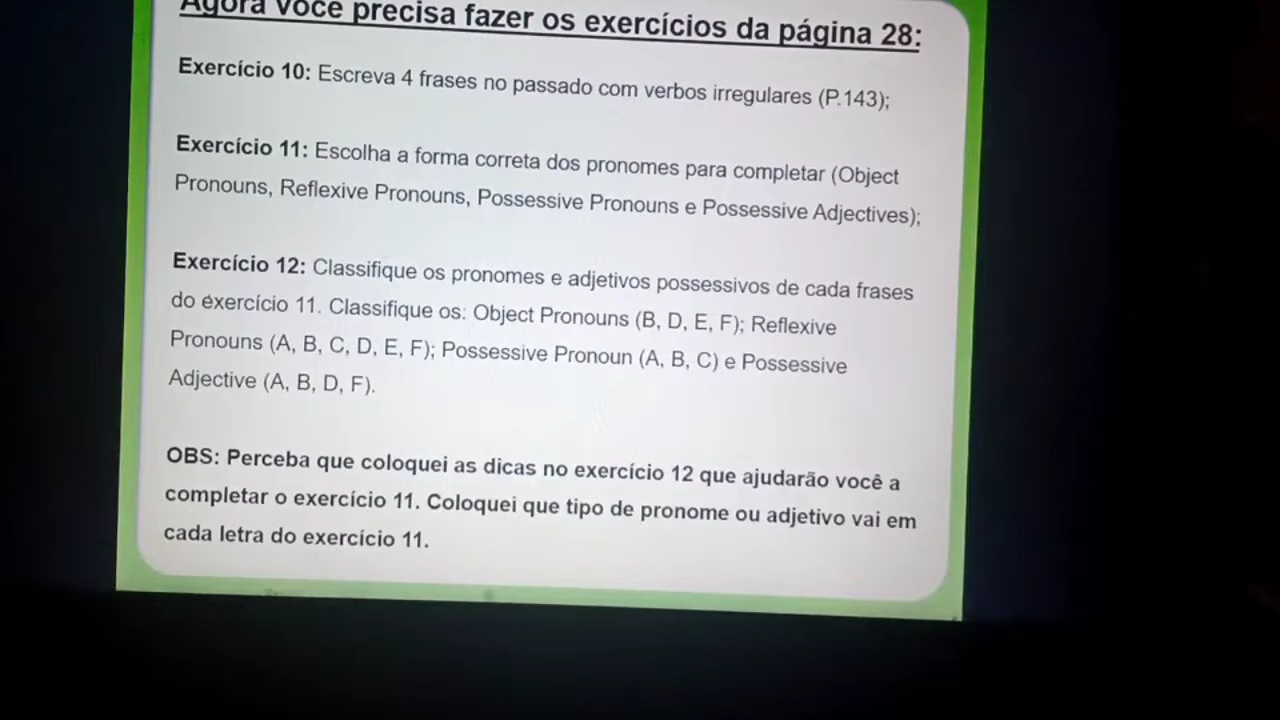 Agora você precisa fazer os exercícios da página 28:
Exercício 10: Escreva 4 frases no passado com verbos irregulares (P.143);
Exercício 11: Escolha a forma correta dos pronomes para completar (Object
Pronouns, Reflexive Pronouns, Possessive Pronouns e Possessive Adjectives);
Exercício 12: Classifique os pronomes e adjetivos possessivos de cada frases
do exercício 11. Classifique os: Object Pronouns (B, D, E, F); Reflexive
Pronouns (A, B, C, D, E, F); Possessive Pronoun (A, B, C) e Possessive
Adjective (A, B, D, F).
OBS: Perceba que coloquei as dicas no exercício 12 que ajudarão você a
completar o exercício 11. Coloquei que tipo de pronome ou adjetivo vai em
cada letra do exercício 11.